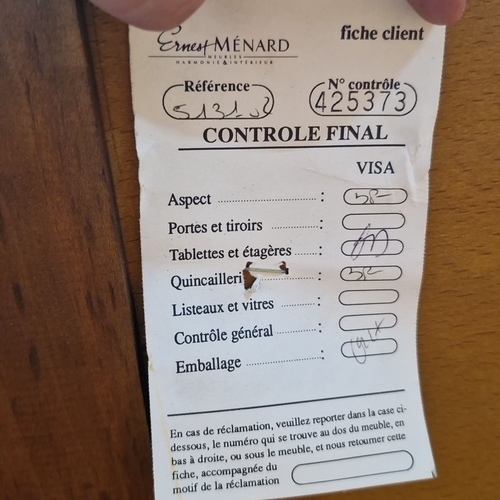 Ernest MÉNARD
MEUBLES
HARMONIE & INTÉRIEUR
fiche client
Référence
N° contrôle
425373
CONTROLE FINAL
VISA
Aspect :
Portes et tiroirs :
Tablettes et étagères :
Quincailleri :
Listeaux et vitres :
Contrôle général :
Emballage :
En cas de réclamation, veuillez reporter dans la case ci-
dessous, le numéro qui se trouve au dos du meuble, en
bas à droite, ou sous le meuble, et nous retourner cette
fiche, accompagnée du
motif de la réclamation